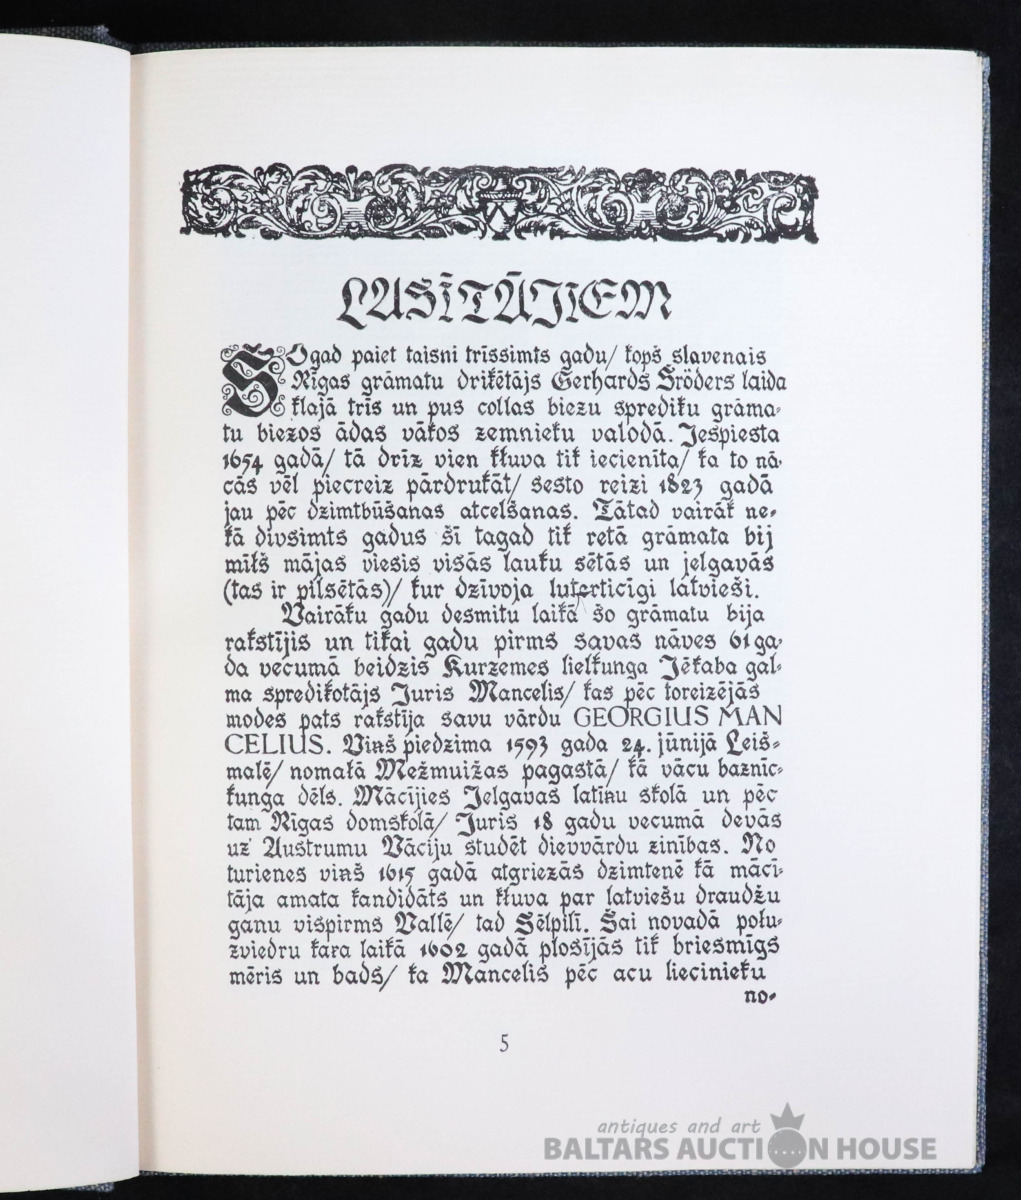 LASĪTĀJIEM
Šogad paiet taisni trīssimts gadu/ kopš slavenais
Rīgas grāmatu driķētājs Gerhards Šröders laida
klajā trīs un pus collas biezu sprediķu grāma-
tu biezos ādas vākos zemnieku valodā. Jespiesta
1654 gadā/ tā drīz vien kļuva tik iecienīta/ ka to nā-
cās vēl piecreiz pārdrukāt/ sesto reizi 1823 gadā
jau pēc dzimtbūšanas atcelšanas. Tātad vairāk ne-
kā divsimts gadus šī tagad tik retā grāmata bij
mīļš mājas viesis visās lauku sētās un jelgavās
(tas ir pilsētās)/ kur dzīvoja luterticīgi latvieši.
Vairāku gadu desmitu laikā šo grāmatu bija
rakstījis un tikai gadu pirms savas nāves 61 ga-
da vecumā beidzis Kurzemes lielkunga Jēkaba gal-
ma spredikotājs Juris Mancelis/ kas pēc toreizējās
modes pats rakstīja savu vārdu GEORGIUS MAN
CELIUS. Viņš piedzima 1593 gada 24. jūnijā Leiš-
malē/ nomaļā Mežmuižas pagastā/ kā vācu baznīc-
kunga dēls. Mācījies Jelgavas latīņu skolā un pēc
tam Rīgas domskolā/ Juris 18 gadu vecumā devās
uz Austrumu Vāciju studēt dievvārdu zinības. No
turienes viņš 1615 gadā atgriezās dzimtenē kā mācī-
tāja amata kandidāts un kļuva par latviešu draudžu
ganu vispirms Vallē/ tad Sēlpilī. Šai novadā poļu-
zviedru kara laikā 1602 gadā plosījās tik briesmīgs
mēris un bads/ ka Mancelis pēc acu liecinieku
no-
5
antiques and art
BALTARS AUCTION HOUSE